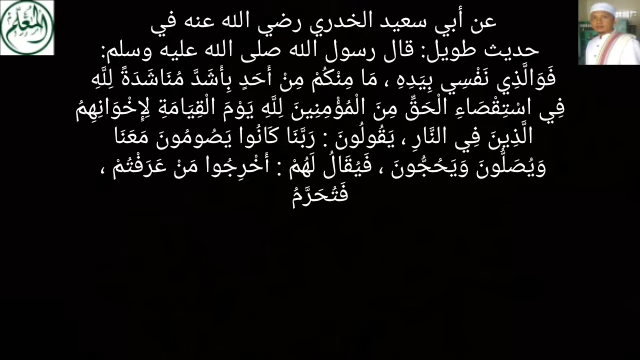 المعلم
عن أبي سعيد الخدري رضي الله عنه في
حديث طويل: قال رسول الله صلى الله عليه وسلم:
فَوَالَّذِي نَفْسِي بِيَدِهِ ، مَا مِنْكُمْ مِنْ أَحَدٍ بِأَشَدَّ مُنَاشَدَةً لِلَّهِ
فِي اسْتِقْصَاءِ الْحَقِّ مِنَ الْمُؤْمِنِينَ لِلَّهِ يَوْمَ الْقِيَامَةِ لِإِخْوَانِهِمُ
الَّذِينَ فِي النَّارِ ، يَقُولُونَ : رَبَّنَا كَانُوا يَصُومُونَ مَعَنَا
وَيُصَلُّونَ وَيَحُجُّونَ ، فَيُقَالُ لَهُمْ : أَخْرِجُوا مَنْ عَرَفْتُمْ ،
فَتُحَرَّمُ